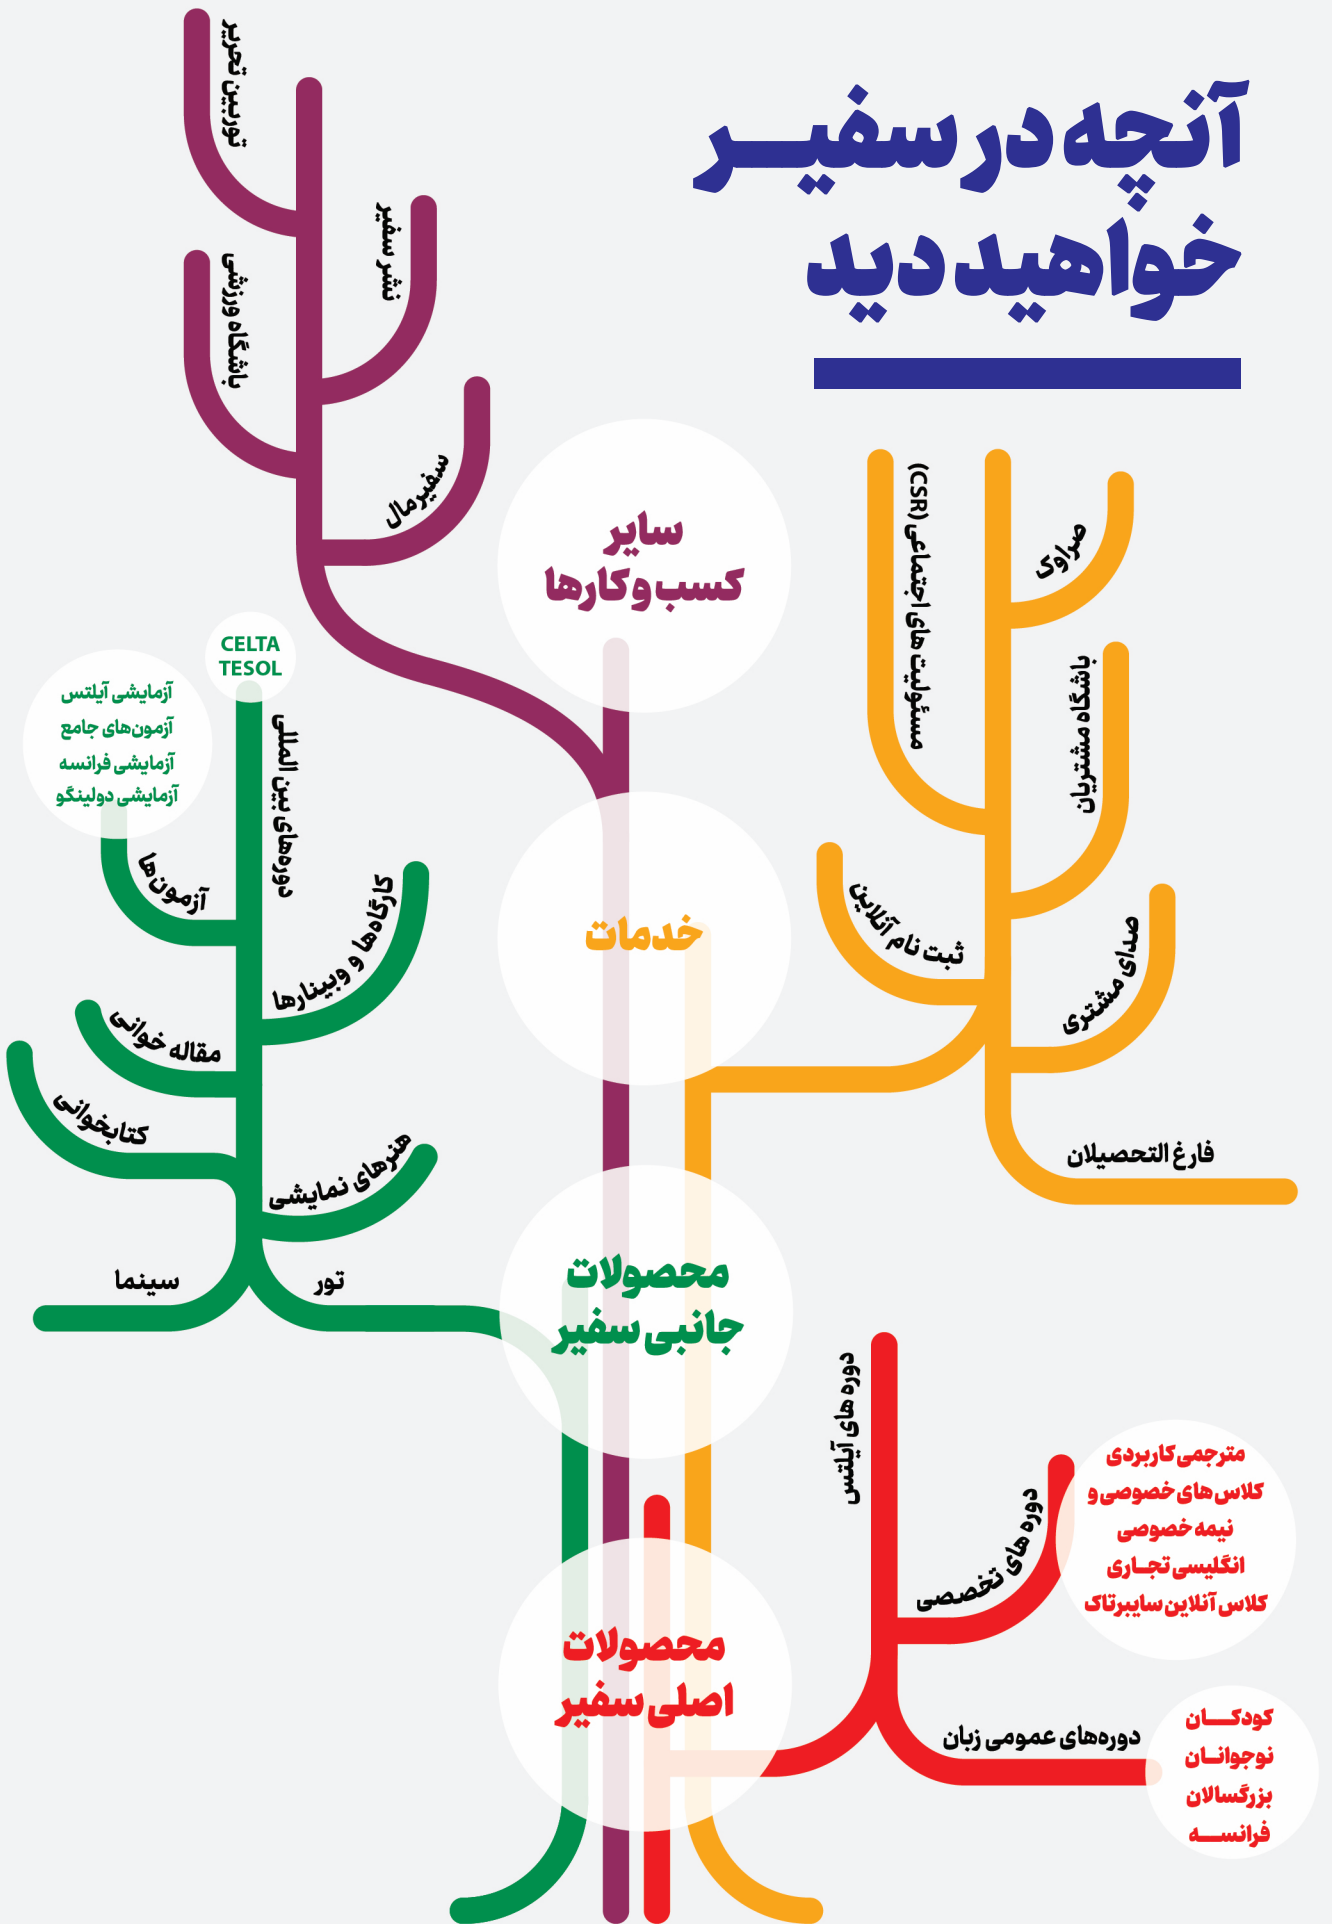 آنچه در سفیــر
خواهید دید
توربین تحریر
نشر سفیر
باشگاه ورزشی
سفیرمال
سایر
کسب و کارها
صراوک
مسئولیت های اجتماعی (CSR)
باشگاه مشتریان
ثبت نام آنلاین
صدای مشتری
فارغ التحصیلان
خدمات
CELTA
TESOL
دوره‌های بین المللی
آزمایشی آیلتس
آزمون‌های جامع
آزمایشی فرانسه
آزمایشی دولینگو
آزمون‌ها
کارگاه‌ها و وبینارها
مقاله خوانی
کتابخوانی
هنرهای نمایشی
سینما
تور
محصولات
جانبی سفیر
دوره های آیلتس
دوره های تخصصی
مترجمی کاربردی
کلاس‌های خصوصی و
نیمه خصوصی
انگلیسی تجــاری
کلاس آنلاین سایبرتاک
محصولات
اصلی سفیر
دوره‌های عمومی زبان
کودکــان
نوجوانــان
بزرگسالان
فرانســه